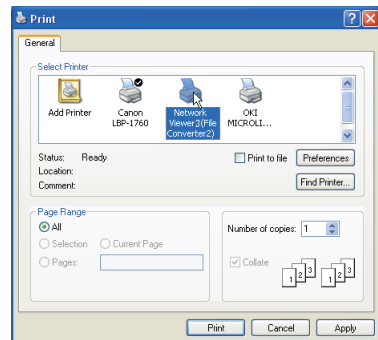 Print
General
Select Printer
Add Printer
Canon
LBP-1760
Network
Viewer3(File
Converter2)
OKI
MICROLI...
Status: Ready
Location:
Comment:
Print to file
Preferences
Find Printer...
Page Range
All
Selection Current Page
Pages:
Number of copies: 1
Collate
1 2 3 1 2 3
Print Cancel Apply